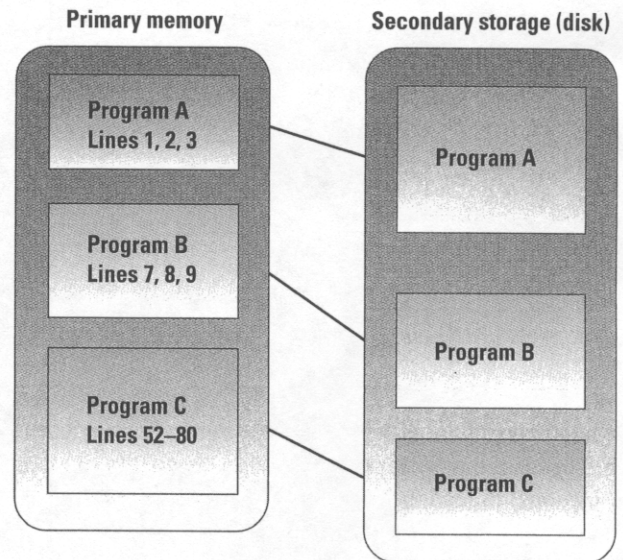 Primary memory
Program A
Lines 1, 2, 3
Program B
Lines 7, 8, 9
Program C
Lines 52–80
Secondary storage (disk)
Program A
Program B
Program C